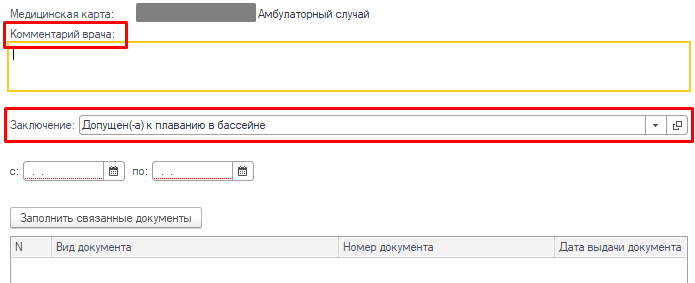 Медицинская карта: Амбулаторный случай
Комментарий врача:
Заключение: Допущен(-а) к плаванию в бассейне
с: . . по: . .
Заполнить связанные документы
N Вид документа Номер документа Дата выдачи документа